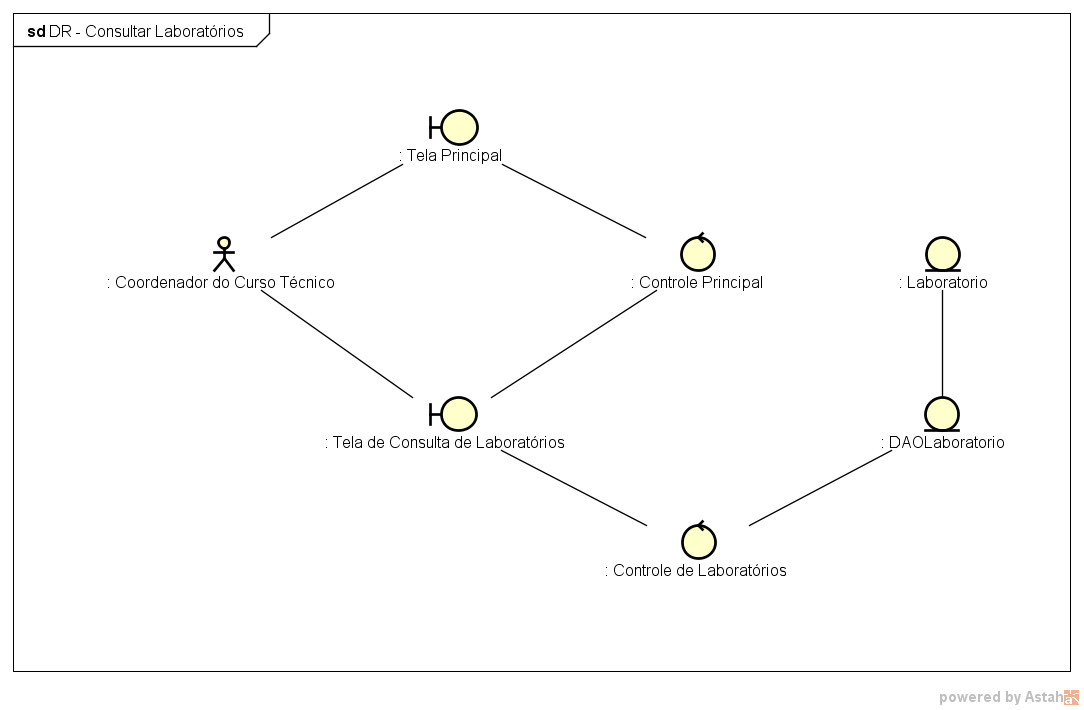 sd DR - Consultar Laboratórios
: Tela Principal
: Coordenador do Curso Técnico
: Controle Principal
: Laboratorio
: Tela de Consulta de Laboratórios
: DAOLaboratorio
: Controle de Laboratórios
powered by Astah